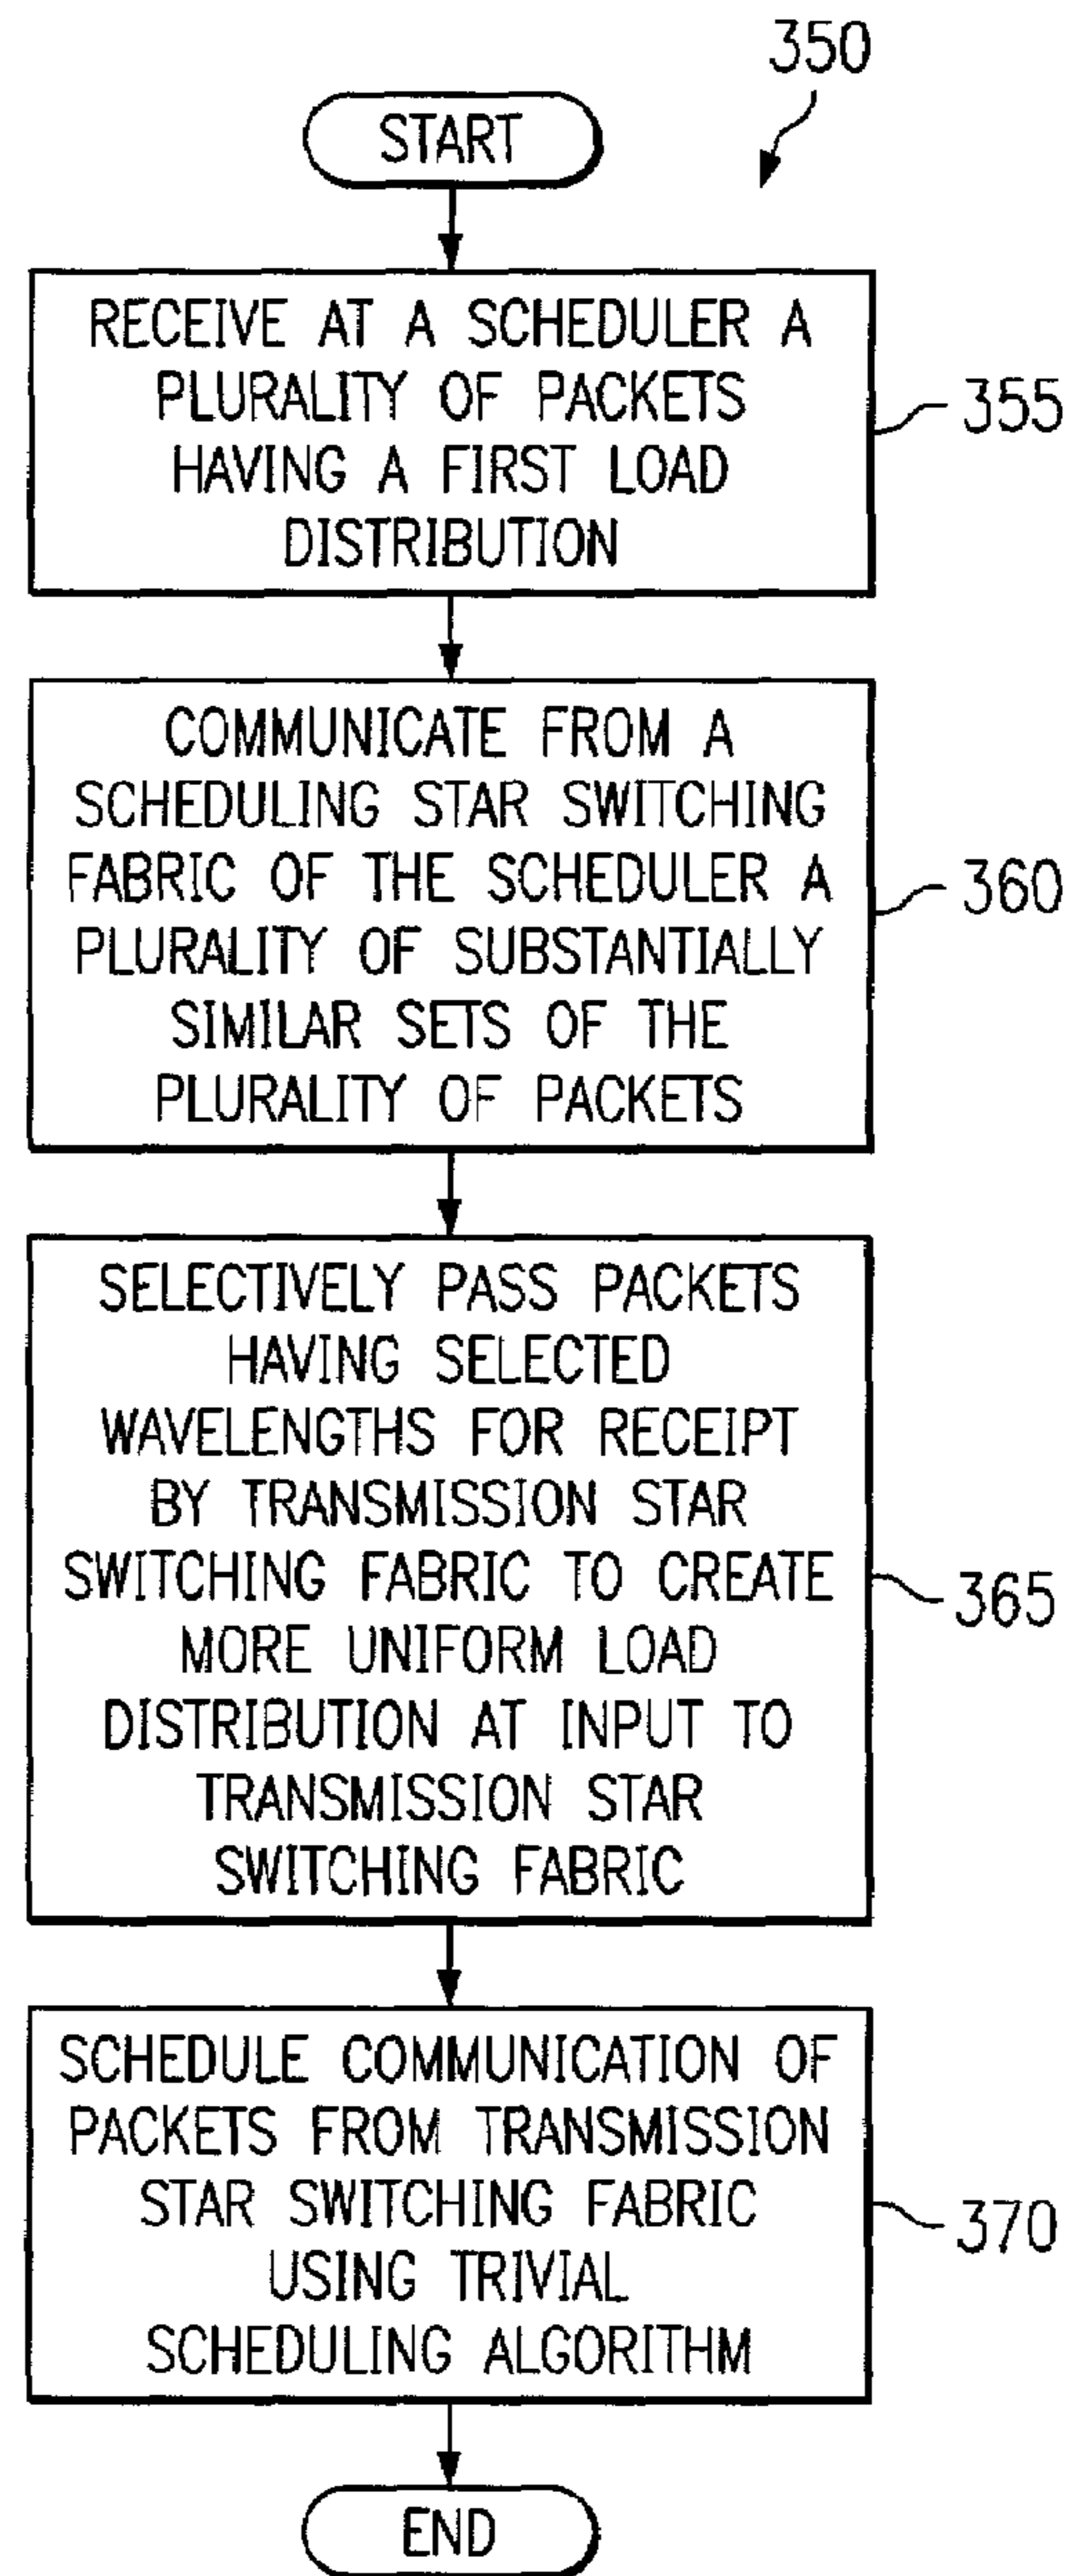 350
START
RECEIVE AT A SCHEDULER A
PLURALITY OF PACKETS
HAVING A FIRST LOAD
DISTRIBUTION
355
COMMUNICATE FROM A
SCHEDULING STAR SWITCHING
FABRIC OF THE SCHEDULER A
PLURALITY OF SUBSTANTIALLY
SIMILAR SETS OF THE
PLURALITY OF PACKETS
360
SELECTIVELY PASS PACKETS
HAVING SELECTED
WAVELENGTHS FOR RECEIPT
BY TRANSMISSION STAR
SWITCHING FABRIC TO CREATE
MORE UNIFORM LOAD
DISTRIBUTION AT INPUT TO
TRANSMISSION STAR
SWITCHING FABRIC
365
SCHEDULE COMMUNICATION OF
PACKETS FROM TRANSMISSION
STAR SWITCHING FABRIC
USING TRIVIAL
SCHEDULING ALGORITHM
370
END